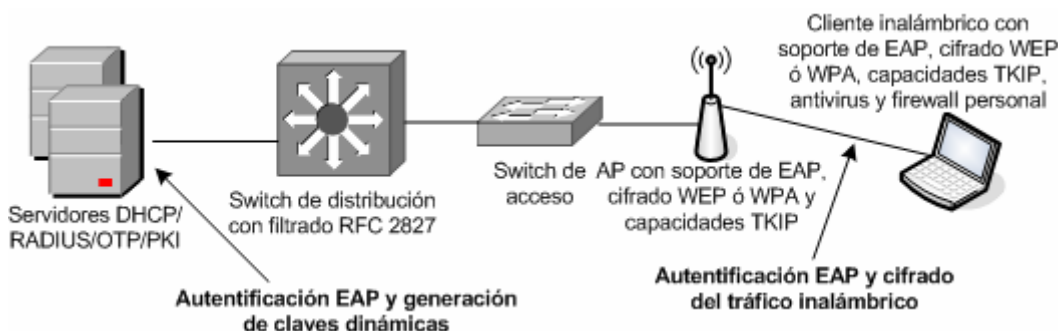 Cliente inalámbrico con
soporte de EAP, cifrado WEP
ó WPA, capacidades TKIP,
antivirus y firewall personal
Servidores DHCP/
RADIUS/OTP/PKI
Switch de distribución
con filtrado RFC 2827
Switch de
acceso
AP con soporte de EAP,
cifrado WEP ó WPA y
capacidades TKIP
Autentificación EAP y generación
de claves dinámicas
Autentificación EAP y cifrado
del tráfico inalámbrico